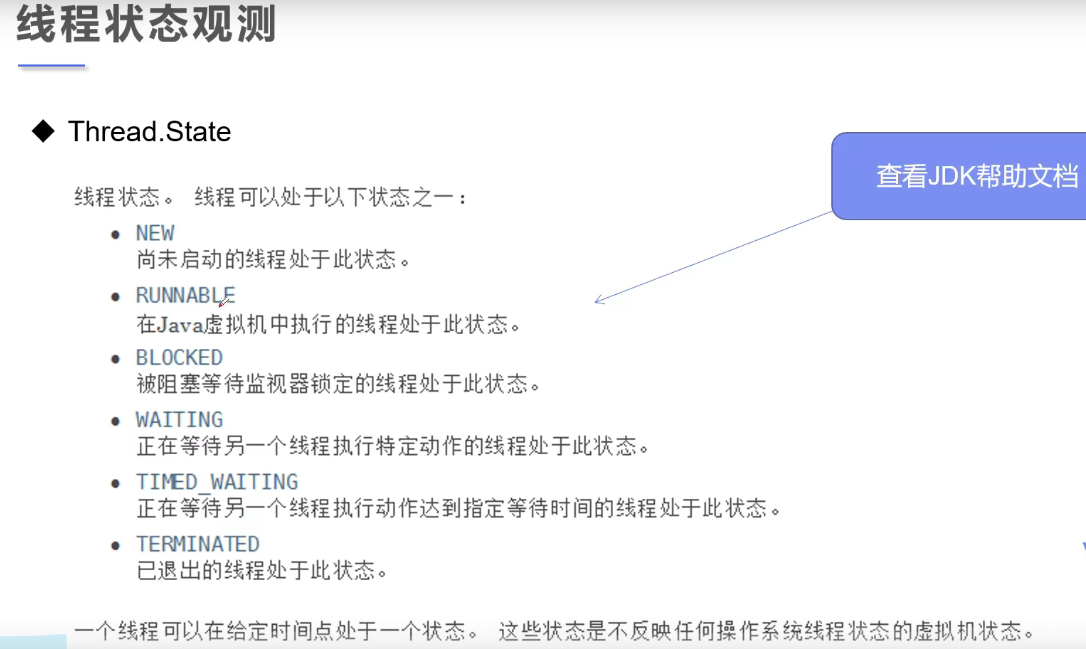 线程状态观测
Thread.State
查看JDK帮助文档
线程状态。 线程可以处于以下状态之一：
NEW
尚未启动的线程处于此状态。
RUNNABLE
在Java虚拟机中执行的线程处于此状态。
BLOCKED
被阻塞等待监视器锁定的线程处于此状态。
WAITING
正在等待另一个线程执行特定动作的线程处于此状态。
TIMED_WAITING
正在等待另一个线程执行动作达到指定等待时间的线程处于此状态。
TERMINATED
已退出的线程处于此状态。
一个线程可以在给定时间点处于一个状态。 这些状态是不反映任何操作系统线程状态的虚拟机状态。